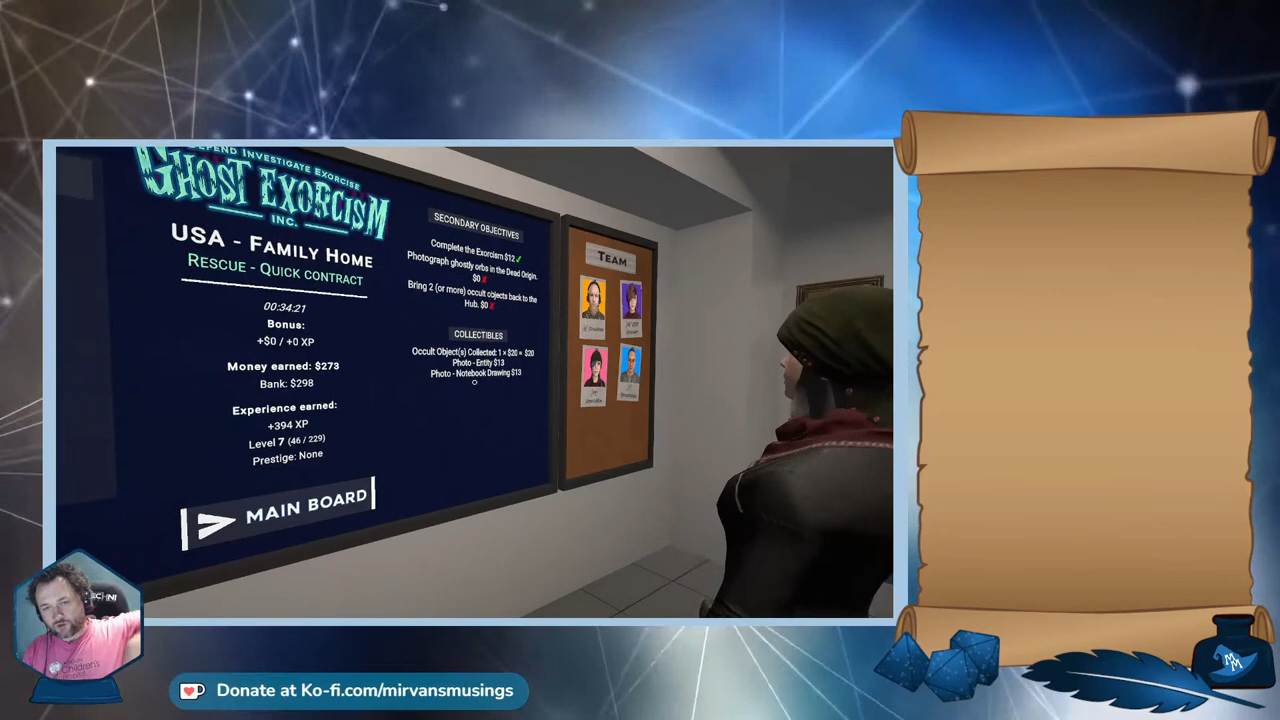 DEFEND INVESTIGATE EXORCISE
GHOST EXORCISM
INC.
USA - FAMILY HOME
RESCUE - QUICK CONTRACT
00:34:21
Bonus:
+$0 / +0 XP
Money earned: $273
Bank: $298
Experience earned:
+394 XP
Level 7 (46 / 229)
Prestige: None
MAIN BOARD
SECONDARY OBJECTIVES
Complete the Exorcism $12 ✓
Photograph ghostly orbs in the Dead Origin.
$0 ✗
Bring 2 (or more) occult objects back to the
Hub. $0 ✗
COLLECTIBLES
Occult Object(s) Collected: 1 × $20 = $20
Photo - Entity $13
Photo - Notebook Drawing $13
TEAM
Children's
Donate at Ko-fi.com/mirvansmusings
MM